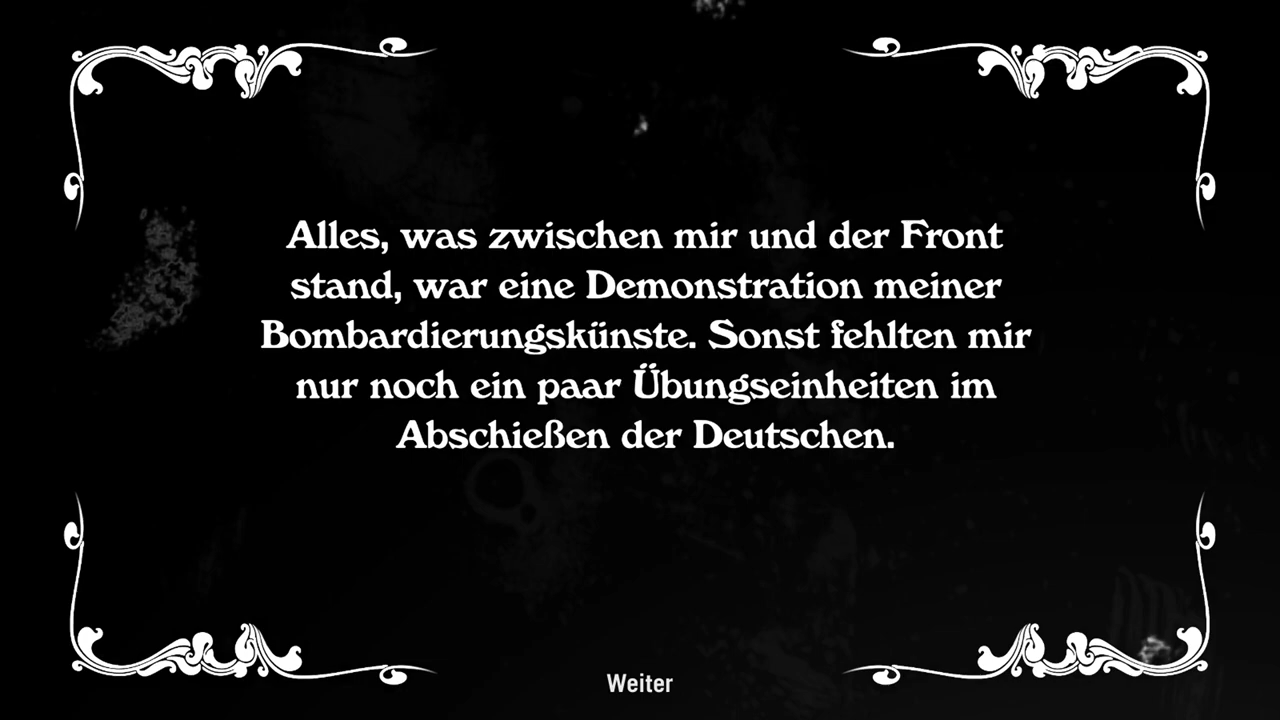 Alles, was zwischen mir und der Front
stand, war eine Demonstration meiner
Bombardierungskünste. Sonst fehlten mir
nur noch ein paar Übungseinheiten im
Abschießen der Deutschen.
Weiter